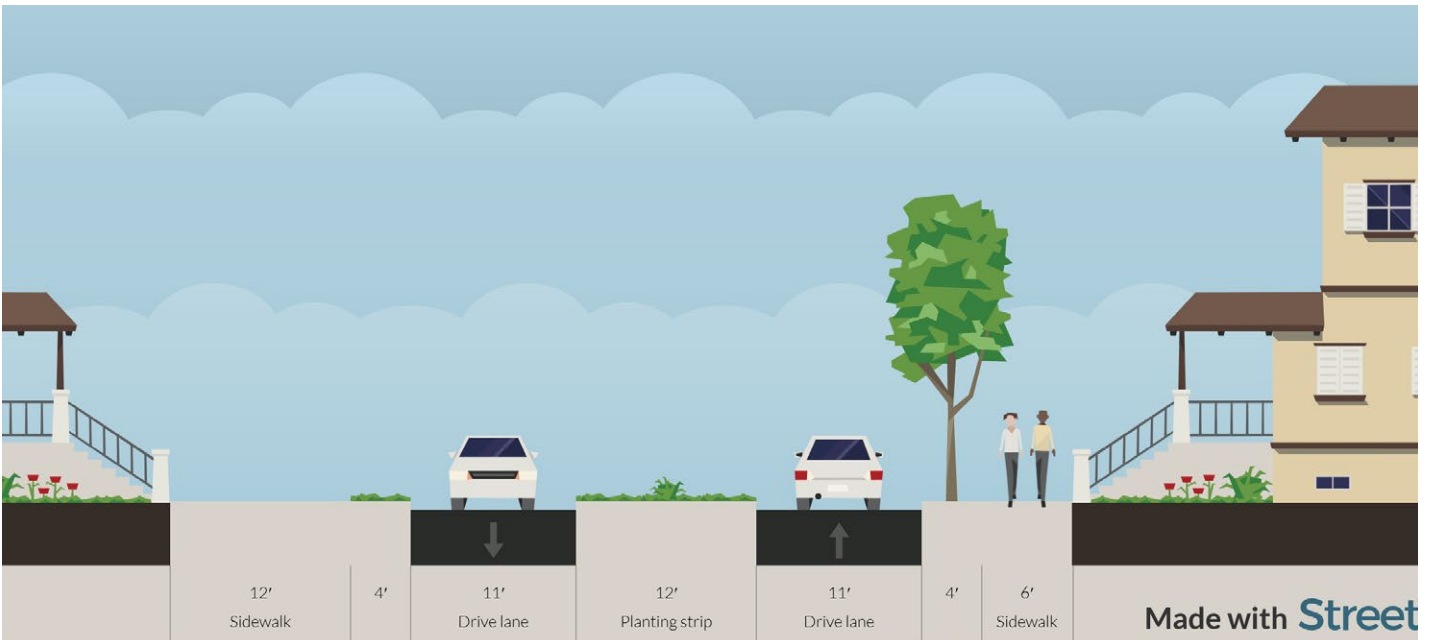 12′
Sidewalk
4′
11′
Drive lane
12′
Planting strip
11′
Drive lane
4′
6′
Sidewalk
Made with Street